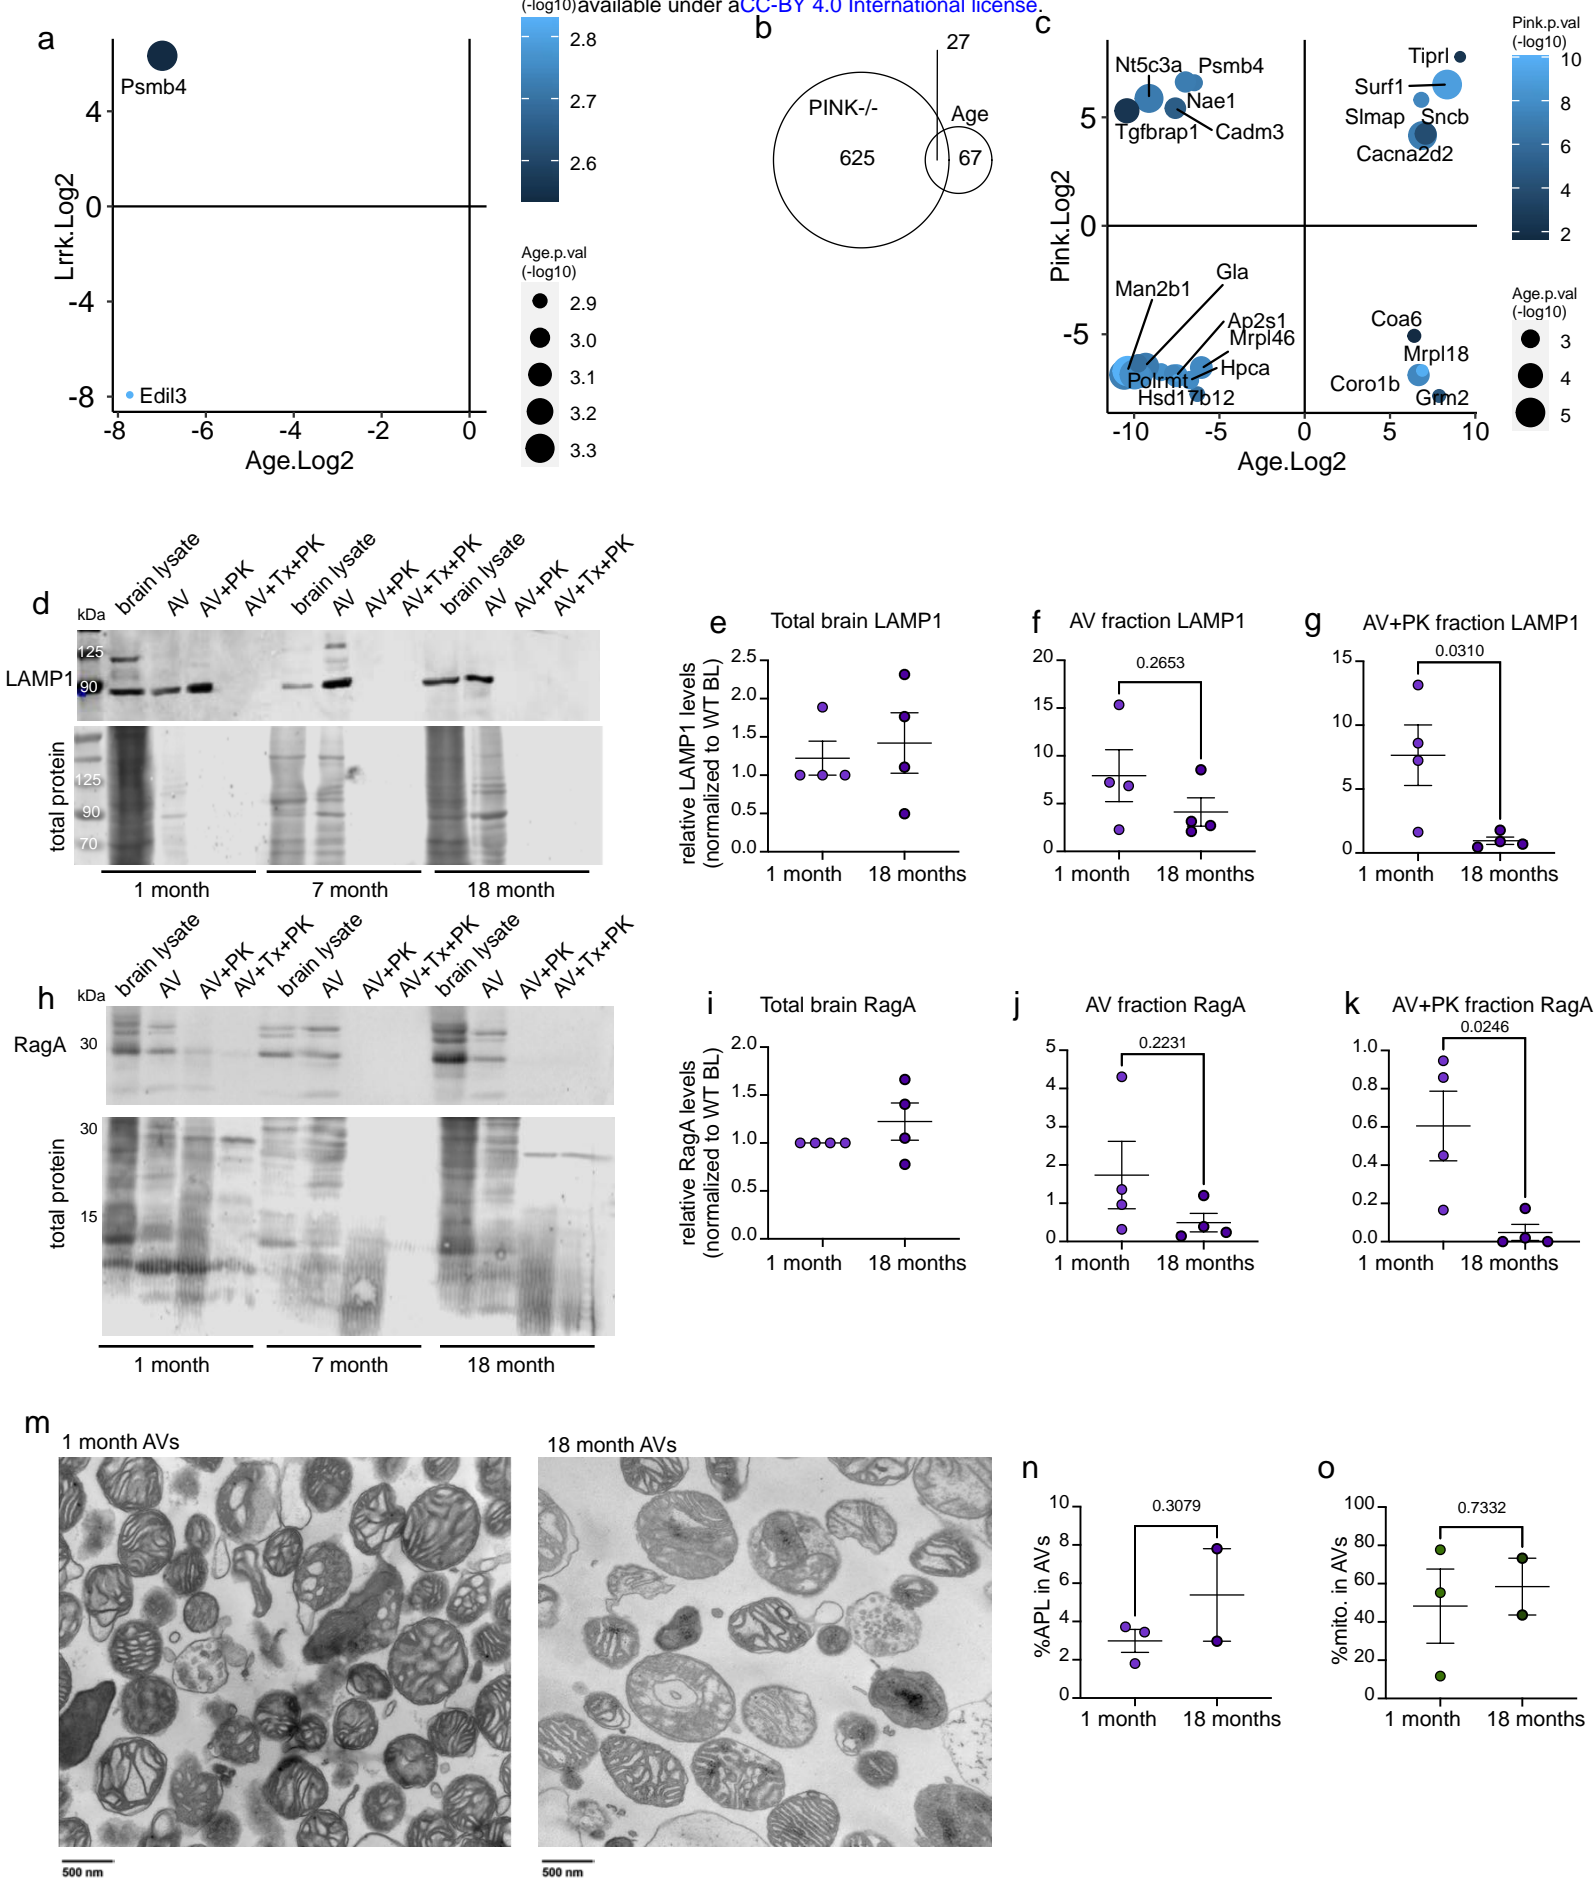 (-log10) available under aCC-BY 4.0 International license.
a
Psmb4
Edil3
Lrrk.Log2
4
0
-4
-8
-8 -6 -4 -2 0
Age.Log2
2.8
2.7
2.6
Age.p.val
(-log10)
2.9
3.0
3.1
3.2
3.3
b
27
PINK-/-
Age
625
67
c
Pink.Log2
5
0
-5
-10 -5 0 5 10
Age.Log2
Nt5c3a
Psmb4
Nae1
Tgfbrap1
Cadm3
Tiprl
Surf1
Slmap
Sncb
Cacna2d2
Man2b1
Gla
Ap2s1
Mrpl46
Hpca
Polrmt
Hsd17b12
Coa6
Mrpl18
Coro1b
Grm2
Pink.p.val
(-log10)
10
8
6
4
2
Age.p.val
(-log10)
3
4
5
d
kDa
brain lysate AV AV+PK AV+Tx+PK brain lysate AV AV+PK AV+Tx+PK brain lysate AV AV+PK AV+Tx+PK
LAMP1
125
90
total protein
125
90
70
1 month 7 month 18 month
e
Total brain LAMP1
relative LAMP1 levels
(normalized to WT BL)
2.5
2.0
1.5
1.0
0.5
0.0
1 month 18 months
f
AV fraction LAMP1
0.2653
20
15
10
5
0
1 month 18 months
g
AV+PK fraction LAMP1
0.0310
15
10
5
0
1 month 18 months
h
kDa
brain lysate AV AV+PK AV+Tx+PK brain lysate AV AV+PK AV+Tx+PK brain lysate AV AV+PK AV+Tx+PK
RagA
30
total protein
30
15
1 month 7 month 18 month
i
Total brain RagA
relative RagA levels
(normalized to WT BL)
2.0
1.5
1.0
0.5
0.0
1 month 18 months
j
AV fraction RagA
0.2231
5
4
3
2
1
0
1 month 18 months
k
AV+PK fraction RagA
0.0246
1.0
0.8
0.6
0.4
0.2
0.0
1 month 18 months
m
1 month AVs
500 nm
18 month AVs
500 nm
n
%APL in AVs
0.3079
10
8
6
4
2
0
1 month 18 months
o
%mito. in AVs
0.7332
100
80
60
40
20
0
1 month 18 months